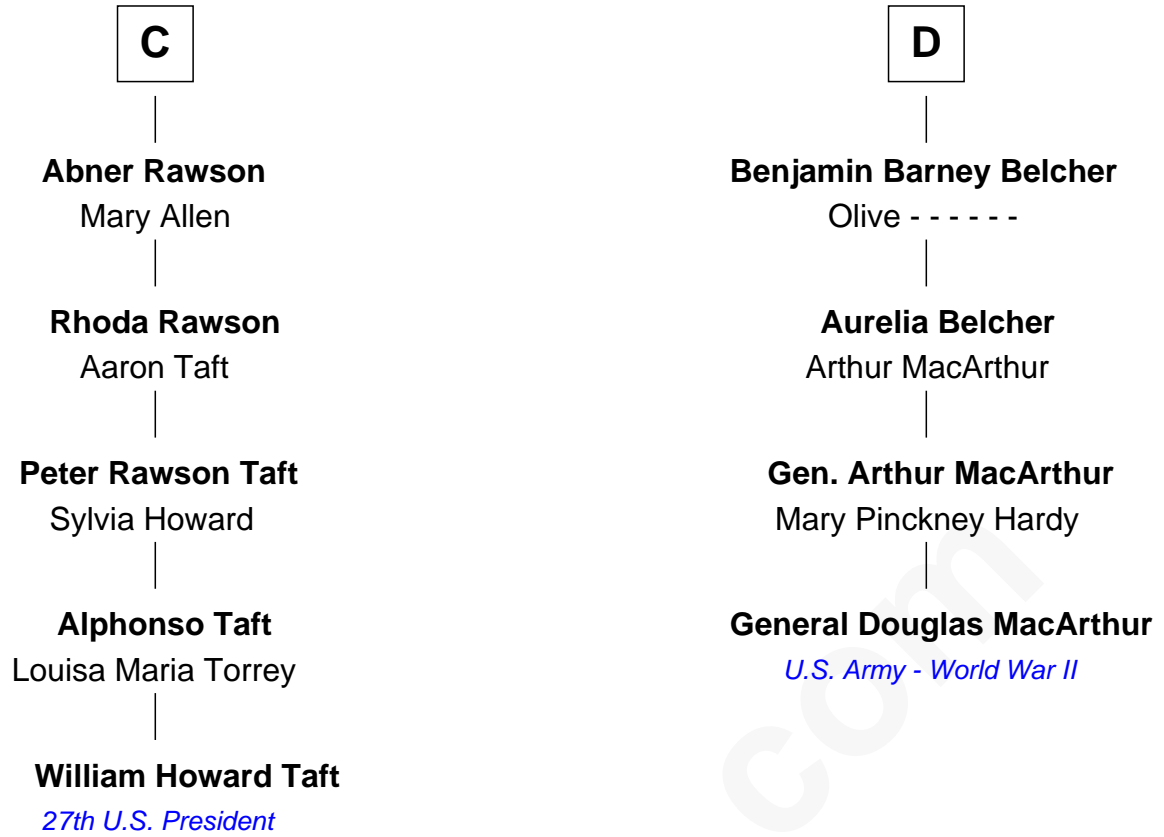 C
D
Abner Rawson
Mary Allen
Benjamin Barney Belcher
Olive - - - - - -
Rhoda Rawson
Aaron Taft
Aurelia Belcher
Arthur MacArthur
Peter Rawson Taft
Sylvia Howard
Gen. Arthur MacArthur
Mary Pinckney Hardy
Alphonso Taft
Louisa Maria Torrey
General Douglas MacArthur
U.S. Army - World War II
William Howard Taft
27th U.S. President
com